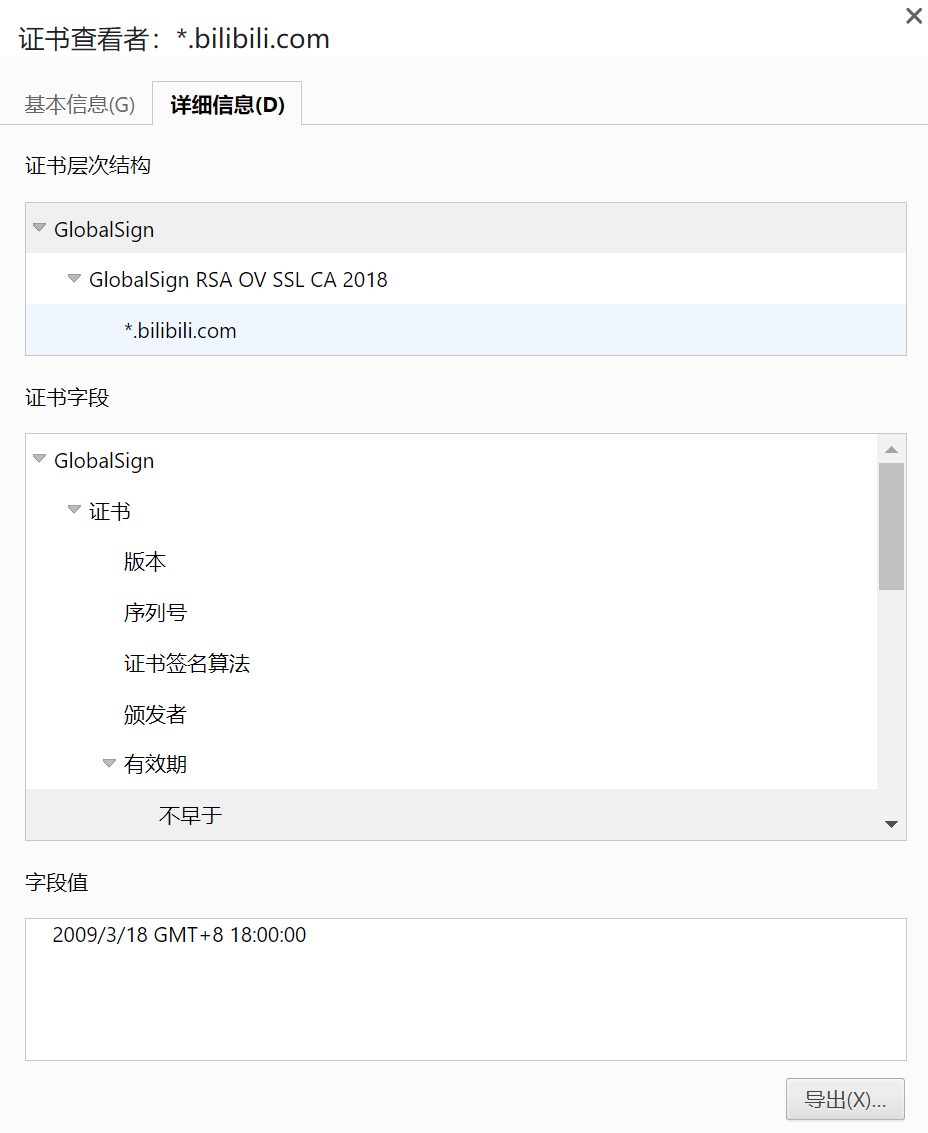 证书查看者：*.bilibili.com
基本信息(G)
详细信息(D)
证书层次结构
GlobalSign
GlobalSign RSA OV SSL CA 2018
*.bilibili.com
证书字段
GlobalSign
证书
版本
序列号
证书签名算法
颁发者
有效期
不早于
字段值
2009/3/18 GMT+8 18:00:00
导出(X)...